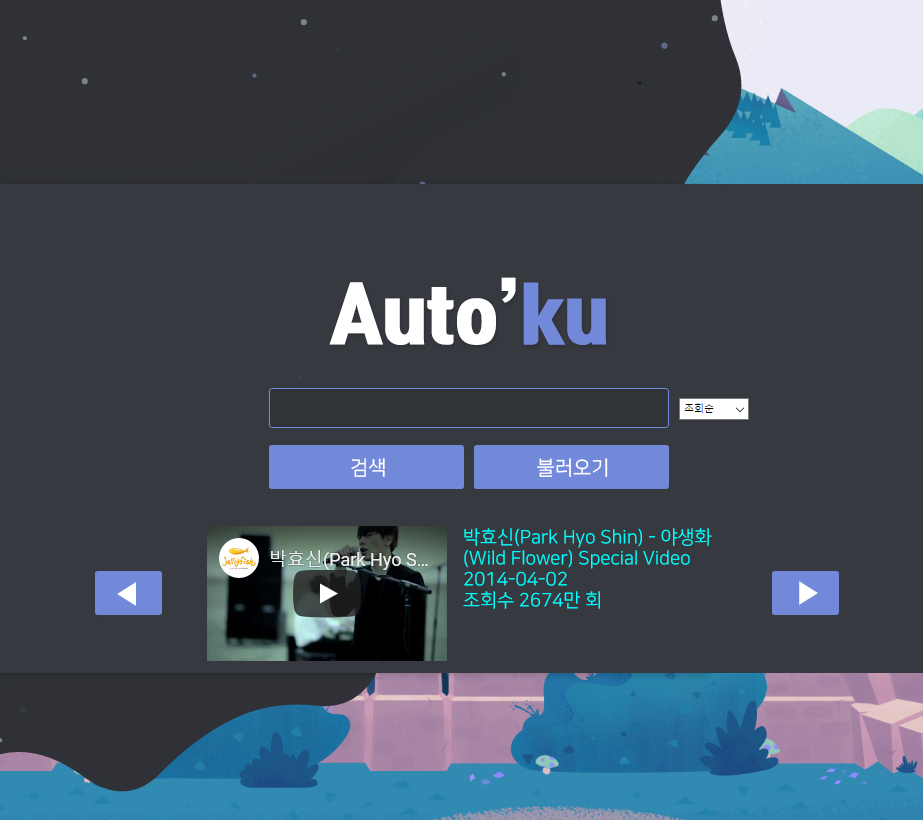 Auto’ku
조회순
검색
불러오기
jellyfish
박효신(Park Hyo S...
박효신(Park Hyo Shin) - 야생화
(Wild Flower) Special Video
2014-04-02
조회수 2674만 회